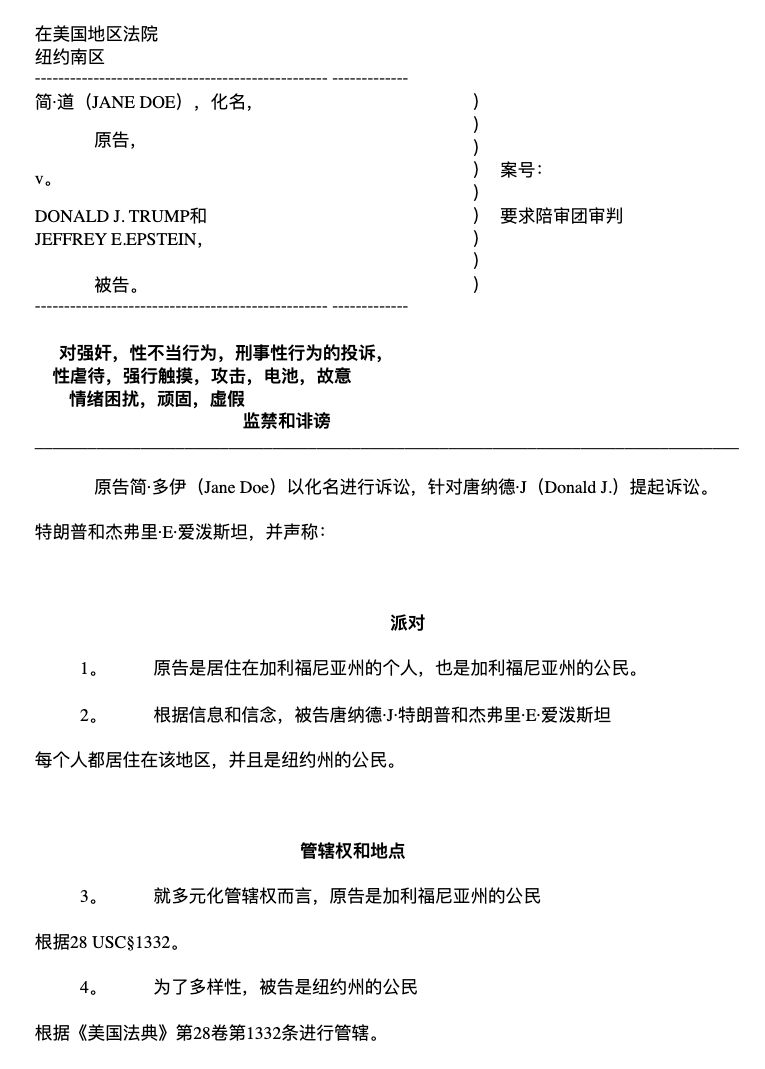 在美国地区法院
纽约南区
------------------------------------------------- -------------
简·道（JANE DOE），化名， )
)
原告， )
) 案号：
v。 )
DONALD J. TRUMP和 ) 要求陪审团审判
JEFFREY E.EPSTEIN， )
)
被告。 )
------------------------------------------------- -------------
对强奸，性不当行为，刑事性行为的投诉，
性虐待，强行触摸，攻击，电池，故意
情绪困扰，顽固，虚假
监禁和诽谤
原告简·多伊（Jane Doe）以化名进行诉讼，针对唐纳德·J（Donald J.）提起诉讼。
特朗普和杰弗里·E·爱泼斯坦，并声称：
派对
1。 原告是居住在加利福尼亚州的个人，也是加利福尼亚州的公民。
2。 根据信息和信念，被告唐纳德·J·特朗普和杰弗里·E·爱泼斯坦
每个人都居住在该地区，并且是纽约州的公民。
管辖权和地点
3。 就多元化管辖权而言，原告是加利福尼亚州的公民
根据28 USC§1332。
4。 为了多样性，被告是纽约州的公民
根据《美国法典》第28卷第1332条进行管辖。